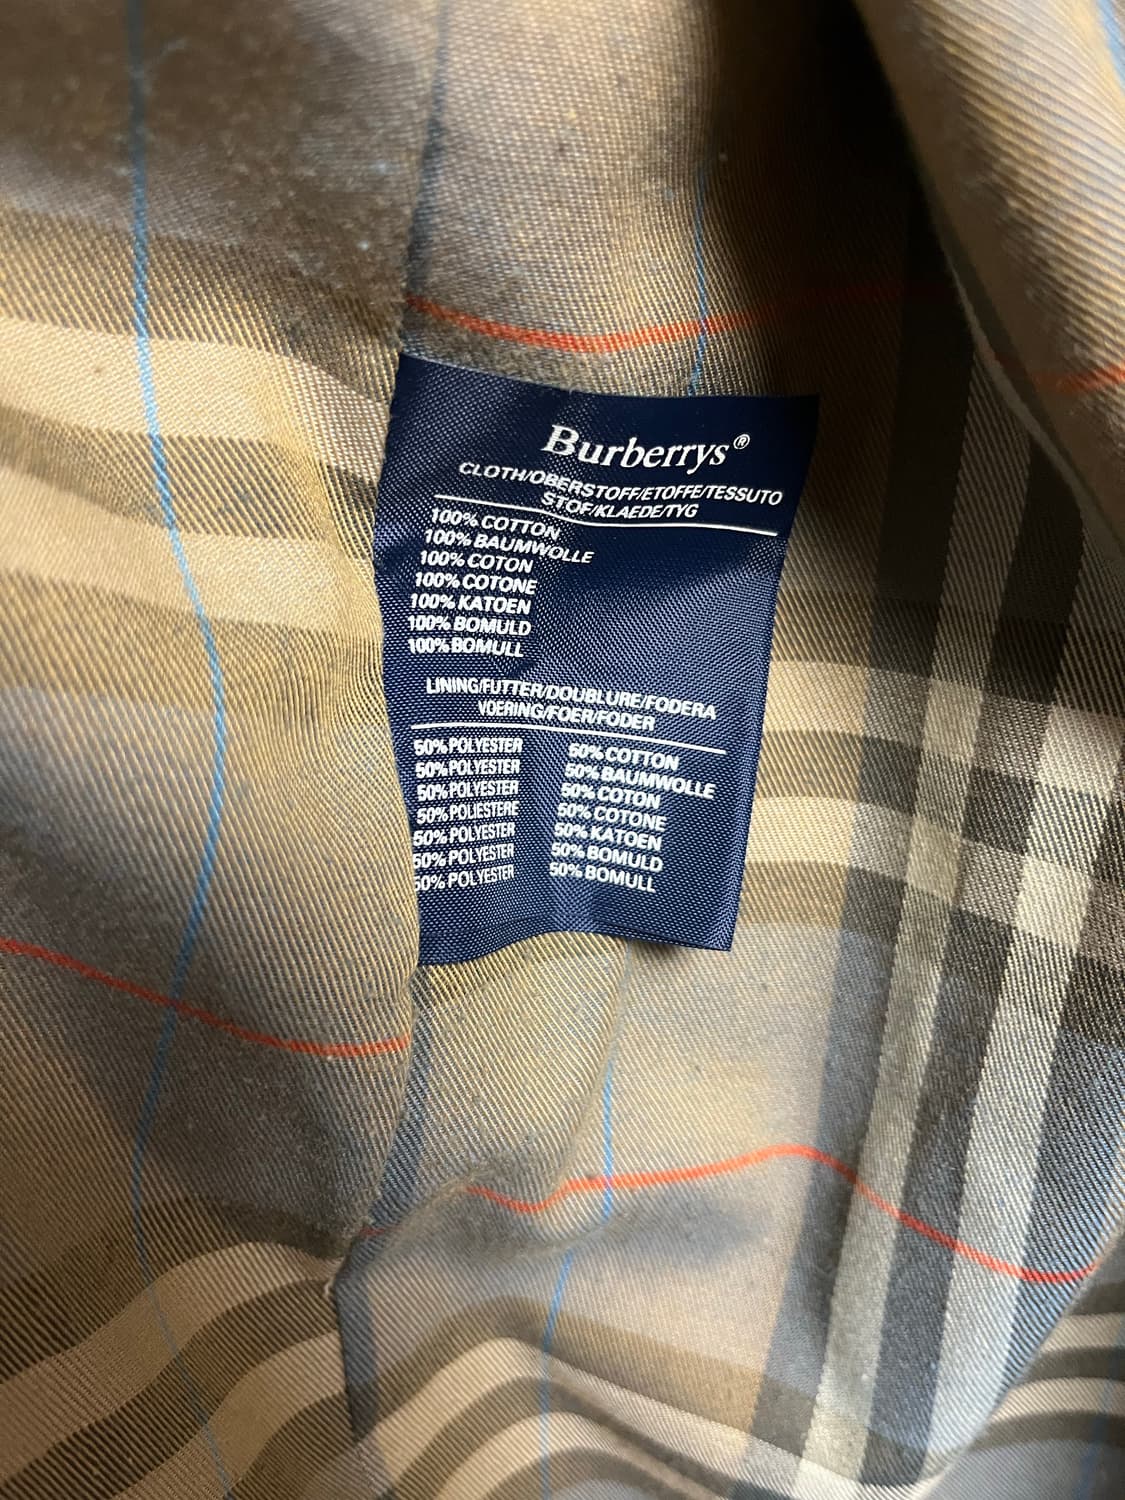 Burberrys®
CLOTH/OBERSTOFF/ETOFFE/TESSUTO
STOF/KLAEDE/TYG
100% COTTON
100% BAUMWOLLE
100% COTON
100% COTONE
100% KATOEN
100% BOMULD
100% BOMULL
LINING/FUTTER/DOUBLURE/FODERA
VOERING/FOER/FODER
50% POLYESTER 50% COTTON
50% POLYESTER 50% BAUMWOLLE
50% POLYESTER 50% COTON
50% POLIESTERE 50% COTONE
50% POLYESTER 50% KATOEN
50% POLYESTER 50% BOMULD
50% POLYESTER 50% BOMULL